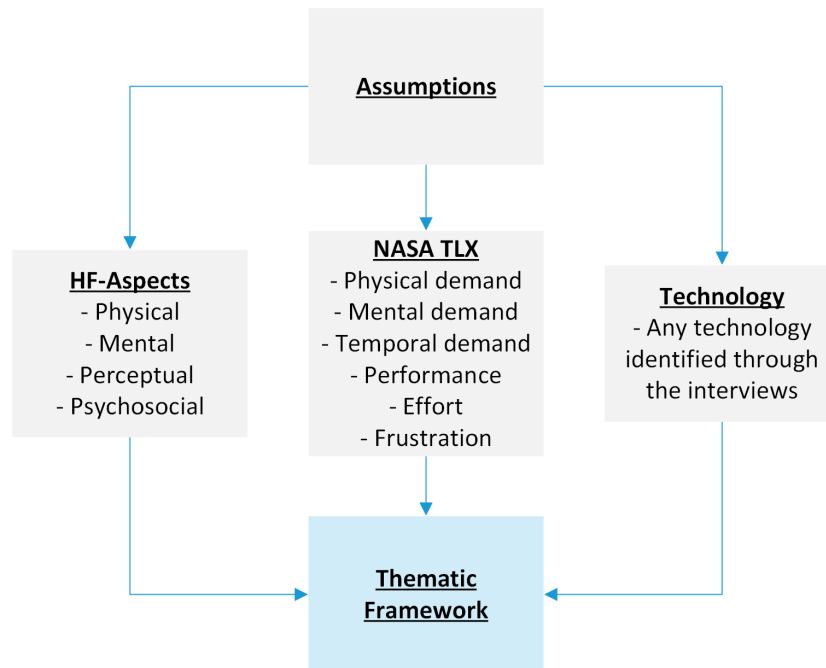 Assumptions
HF-Aspects
- Physical
- Mental
- Perceptual
- Psychosocial
NASA TLX
- Physical demand
- Mental demand
- Temporal demand
- Performance
- Effort
- Frustration
Technology
- Any technology
identified through
the interviews
Thematic
Framework